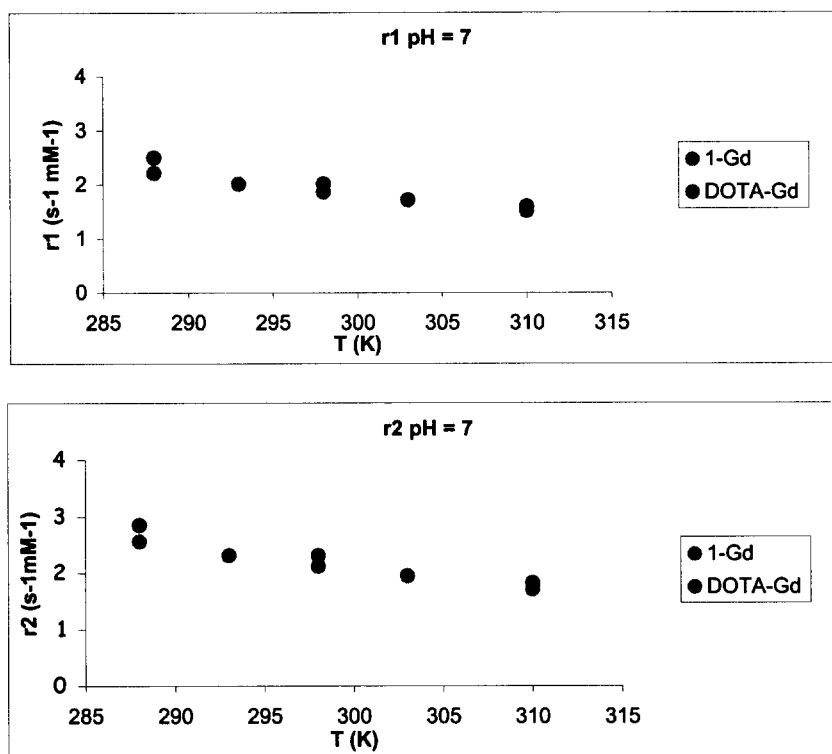 r1 pH = 7
4
3
2
1
0
r1 (s-1 mM-1)
285 290 295 300 305 310 315
T (K)
1-Gd
DOTA-Gd
r2 pH = 7
4
3
2
1
0
r2 (s-1mM-1)
285 290 295 300 305 310 315
T (K)
1-Gd
DOTA-Gd